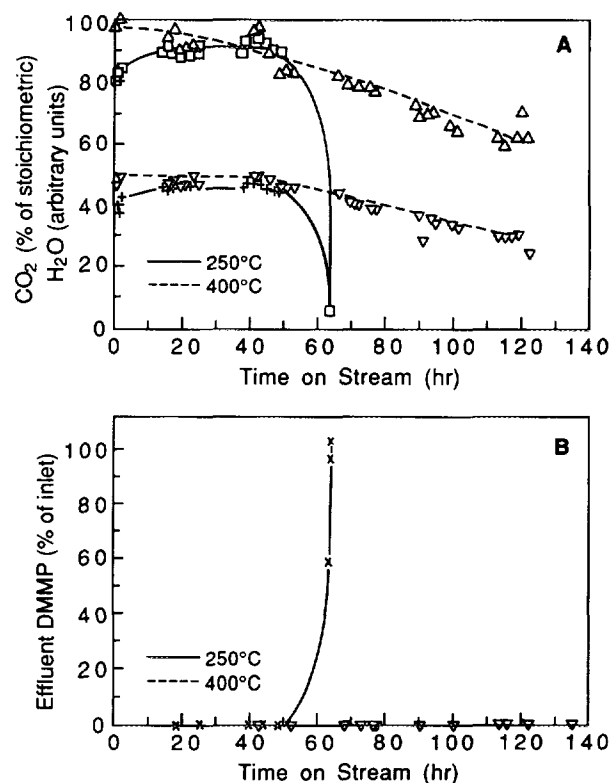 A
CO₂ (% of stoichiometric)
H₂O (arbitrary units)
100
80
60
40
20
0
250°C
400°C
0 20 40 60 80 100 120 140
Time on Stream (hr)
B
Effluent DMMP (% of inlet)
100
80
60
40
20
0
250°C
400°C
0 20 40 60 80 100 120 140
Time on Stream (hr)